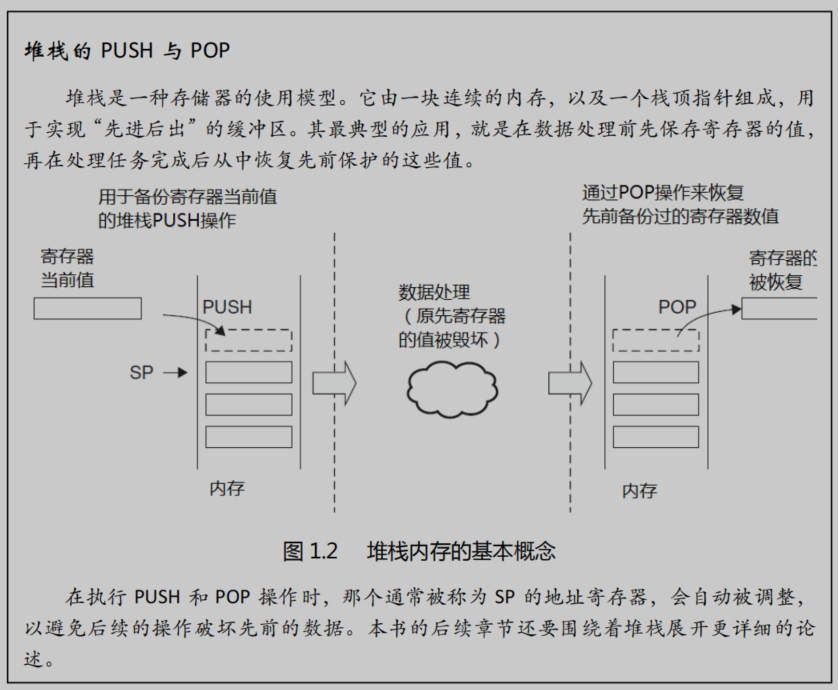 堆栈的 PUSH 与 POP
堆栈是一种存储器的使用模型。它由一块连续的内存，以及一个栈顶指针组成，用
于实现“先进后出”的缓冲区。其最典型的应用，就是在数据处理前先保存寄存器的值，
再在处理任务完成后从中恢复先前保护的这些值。
用于备份寄存器当前值
的堆栈PUSH操作
通过POP操作来恢复
先前备份过的寄存器数值
寄存器
当前值
PUSH
SP
内存
数据处理
（原先寄存器
的值被毁坏）
POP
寄存器的
被恢复
内存
图 1.2 堆栈内存的基本概念
在执行 PUSH 和 POP 操作时，那个通常被称为 SP 的地址寄存器，会自动被调整，
以避免后续的操作破坏先前的数据。本书的后续章节还要围绕着堆栈展开更详细的论
述。